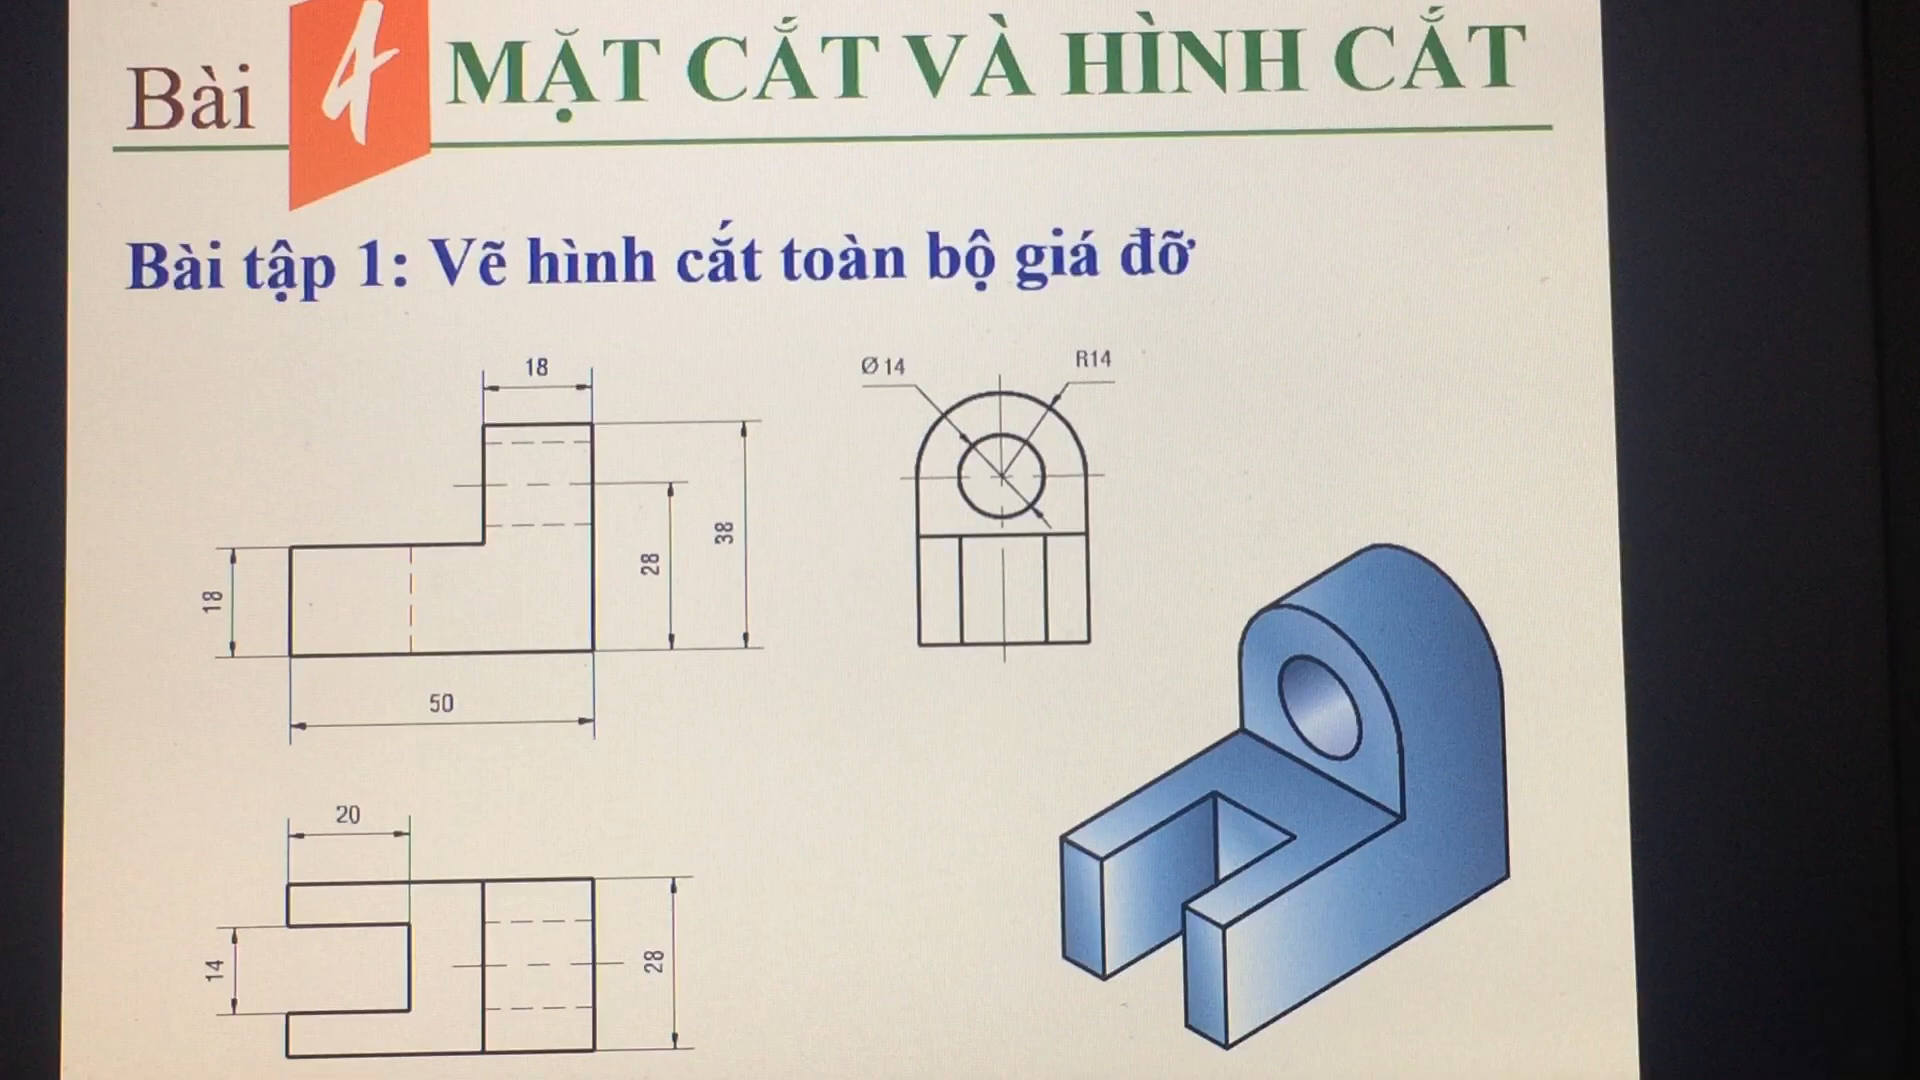 Bài 4 MẶT CẮT VÀ HÌNH CẮT
Bài tập 1: Vẽ hình cắt toàn bộ giá đỡ
18
Ø 14
R14
38
28
18
50
20
14
28